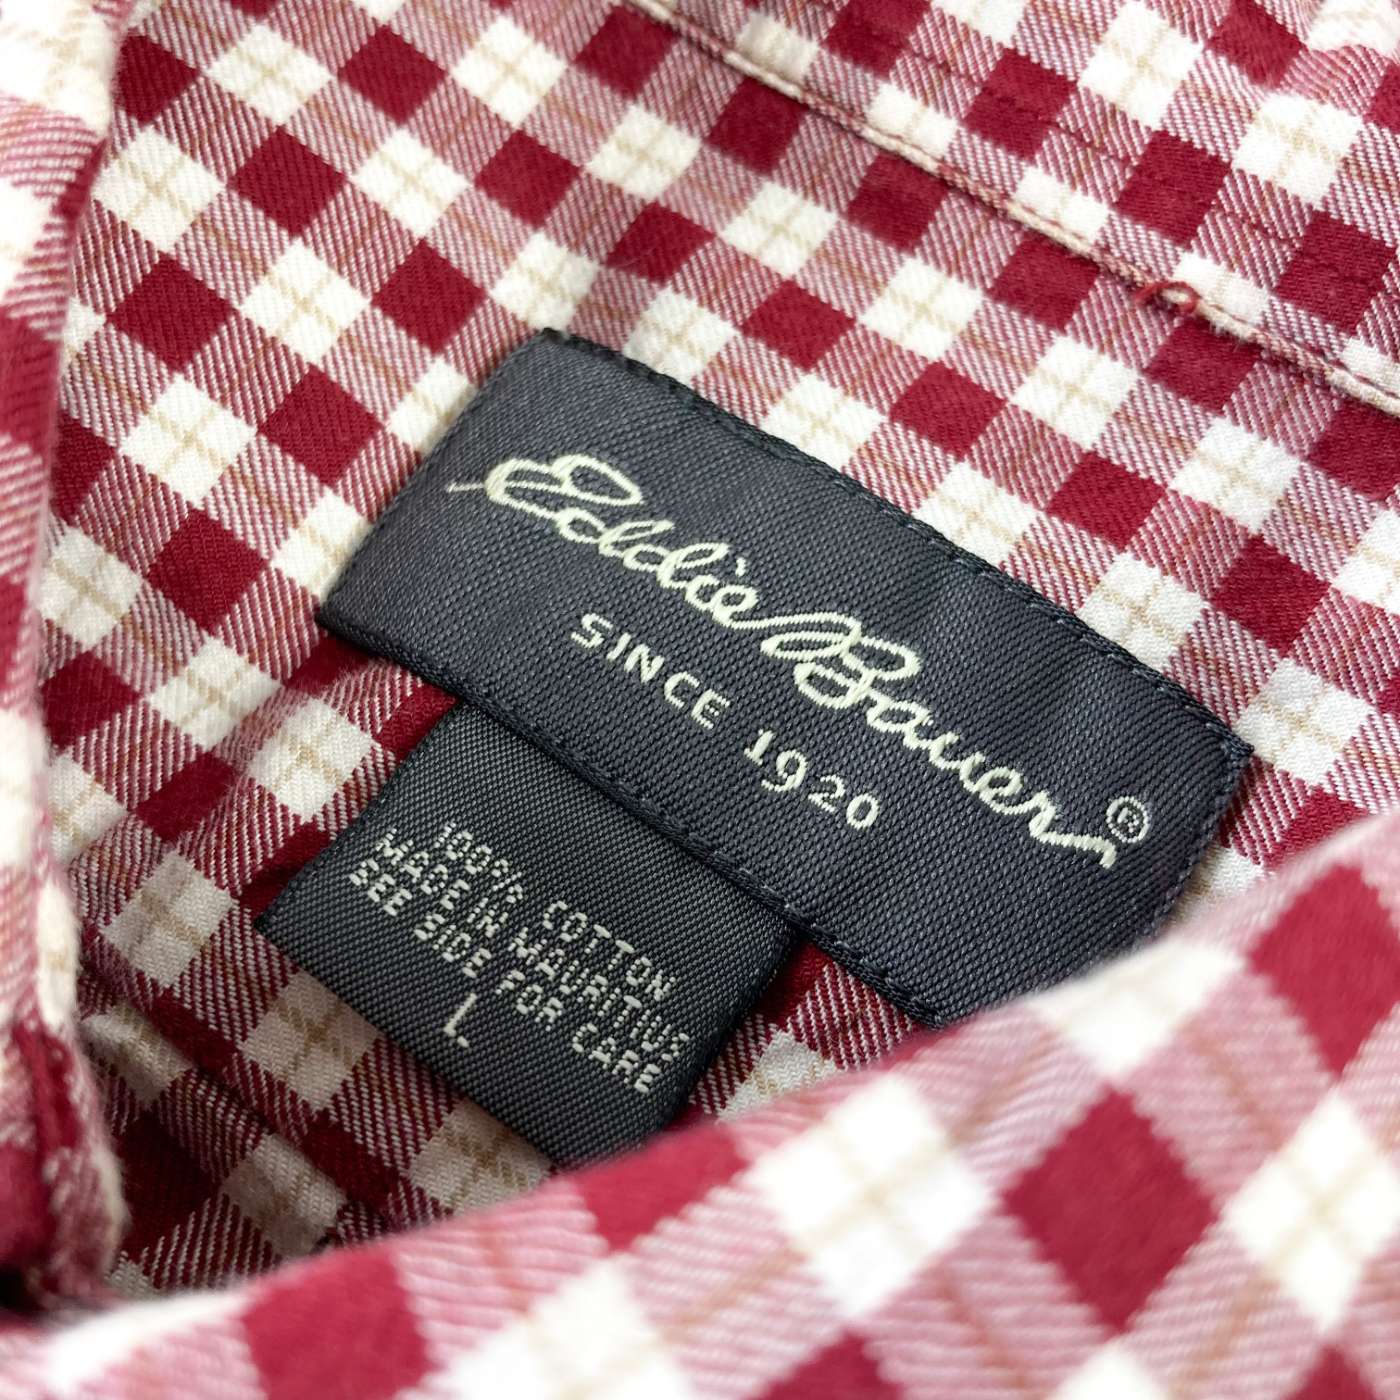 Eddie Bauer®
SINCE 1920
100% COTTON
MADE IN MAURITIUS
SEE SIDE FOR CARE
L